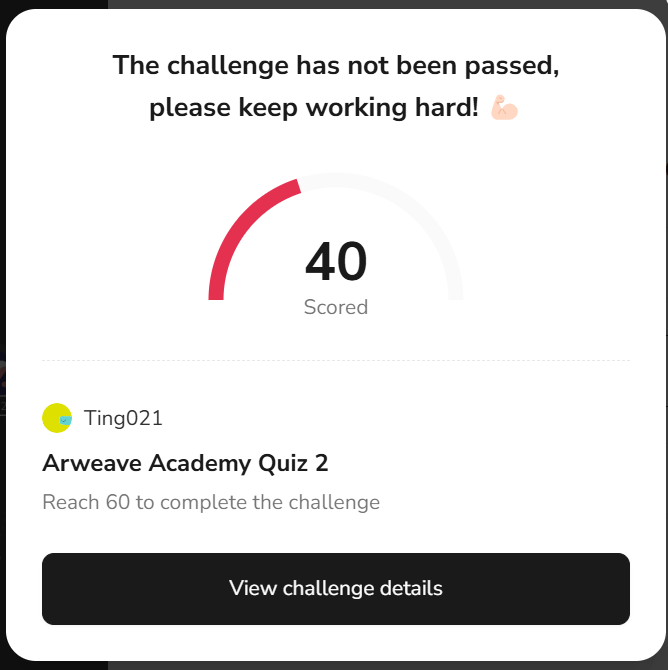 The challenge has not been passed,
please keep working hard! 💪🏻
40
Scored
Ting021
Arweave Academy Quiz 2
Reach 60 to complete the challenge
View challenge details